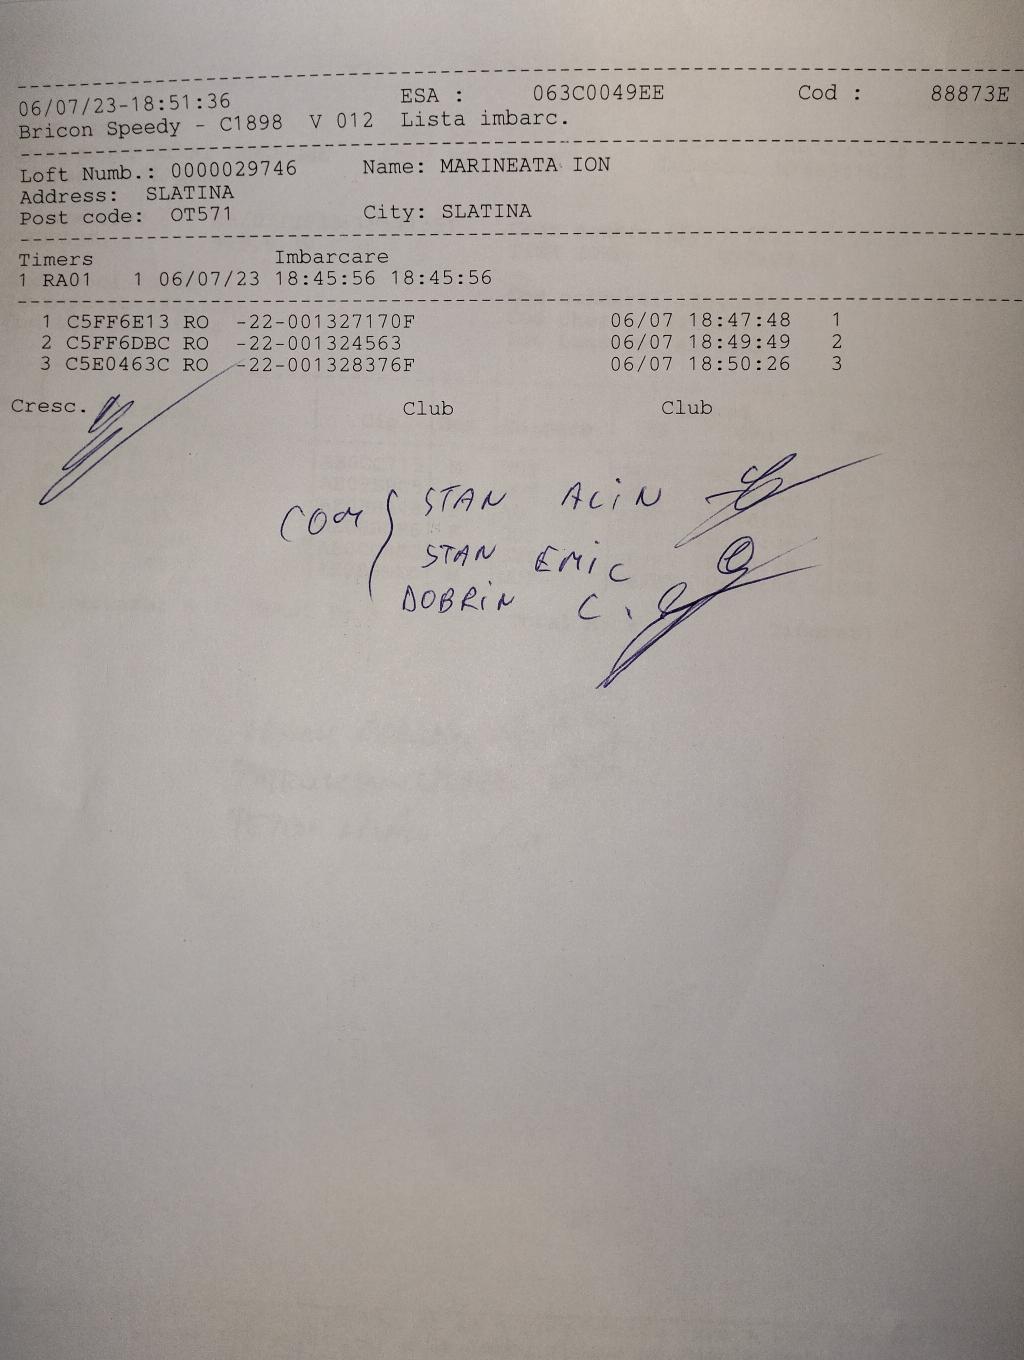 06/07/23-18:51:36 ESA : 063C0049EE Cod : 88873E
Bricon Speedy - C1898 V 012 Lista imbarc.
Loft Numb.: 0000029746 Name: MARINEATA ION
Address: SLATINA
Post code: OT571 City: SLATINA
Timers Imbarcare
1 RA01 1 06/07/23 18:45:56 18:45:56
1 C5FF6E13 RO -22-001327170F 06/07 18:47:48 1
2 C5FF6DBC RO -22-001324563 06/07 18:49:49 2
3 C5E0463C RO -22-001328376F 06/07 18:50:26 3
Cresc. Club Club
STAN ALIN
STAN EMIL
DOBRIN C.